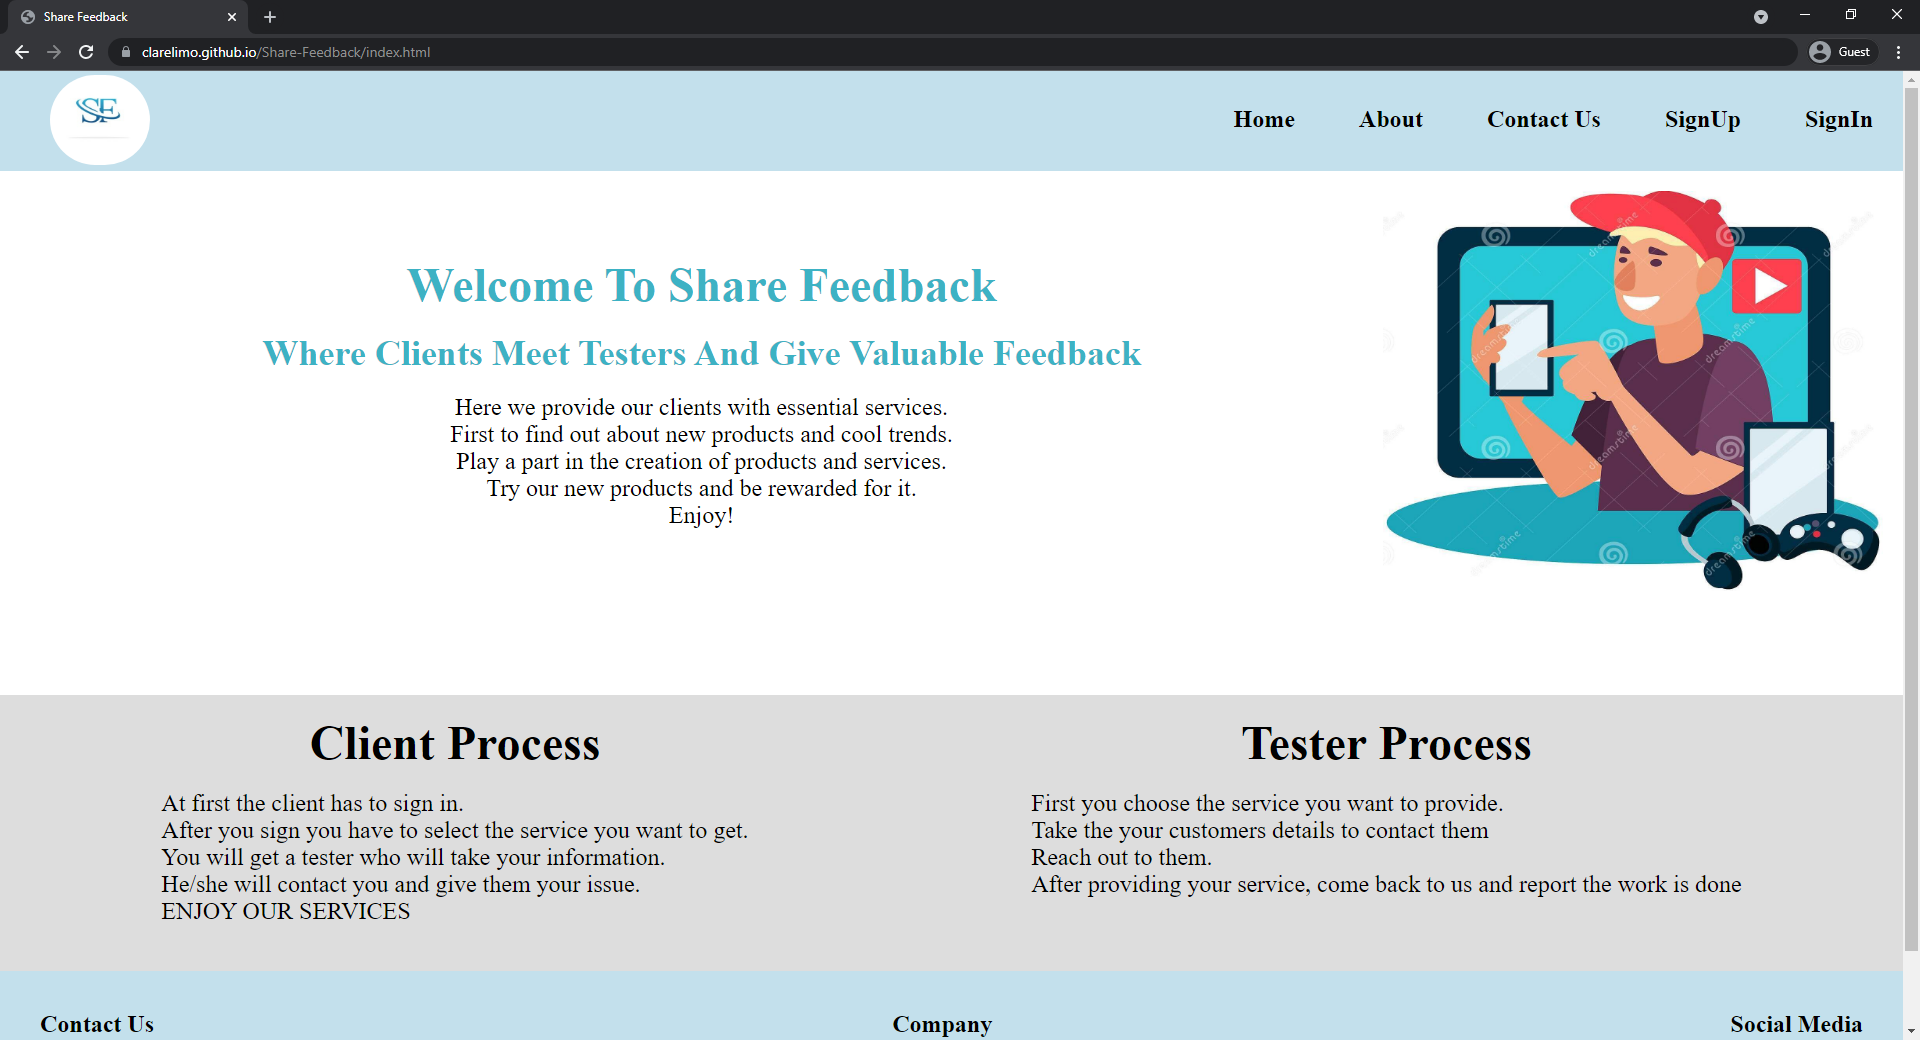 Share Feedback
clarelimo.github.io/Share-Feedback/index.html
Guest
SF
Home About Contact Us SignUp SignIn
Welcome To Share Feedback
Where Clients Meet Testers And Give Valuable Feedback
Here we provide our clients with essential services.
First to find out about new products and cool trends.
Play a part in the creation of products and services.
Try our new products and be rewarded for it.
Enjoy!
dreamstime
dreamstime
dreamstime
dreamstime
dreamstime
dreamstime
dreamstime
Client Process
At first the client has to sign in.
After you sign you have to select the service you want to get.
You will get a tester who will take your information.
He/she will contact you and give them your issue.
ENJOY OUR SERVICES
Tester Process
First you choose the service you want to provide.
Take the your customers details to contact them
Reach out to them.
After providing your service, come back to us and report the work is done
Contact Us Company Social Media